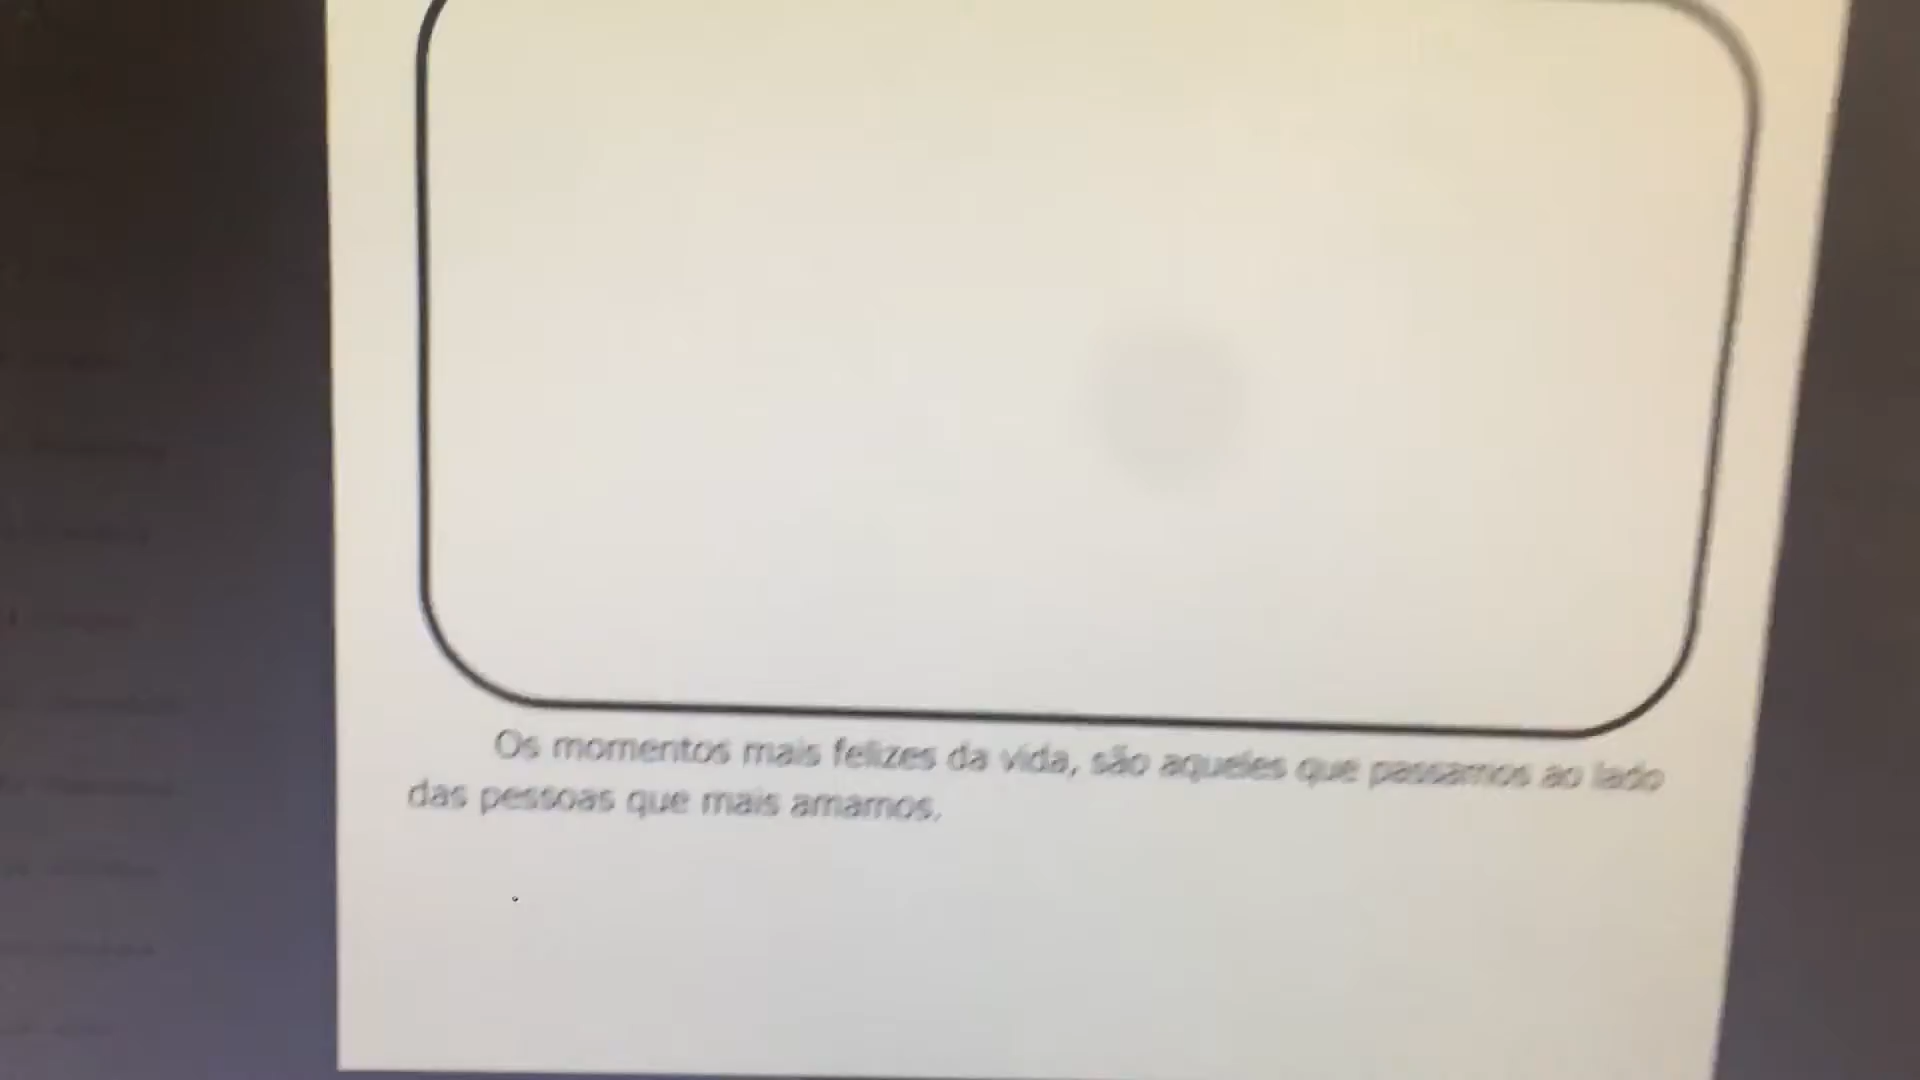 Os momentos mais felizes da vida, são aqueles que passamos ao lado
das pessoas que mais amamos.